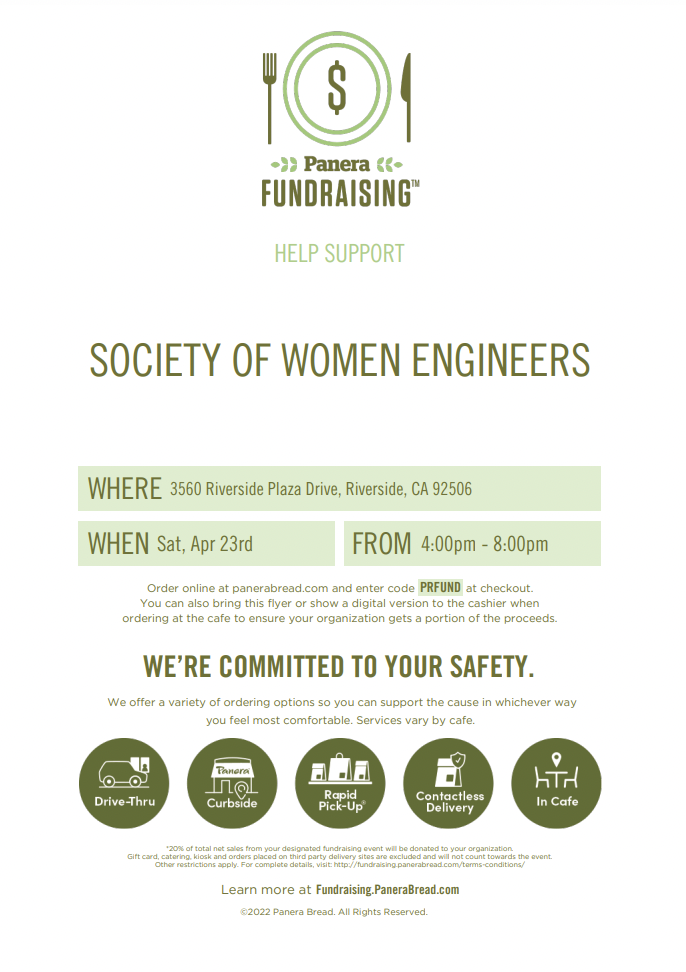 $
Panera
FUNDRAISING™
HELP SUPPORT
SOCIETY OF WOMEN ENGINEERS
WHERE 3560 Riverside Plaza Drive, Riverside, CA 92506
WHEN Sat, Apr 23rd
FROM 4:00pm - 8:00pm
Order online at panerabread.com and enter code PRFUND at checkout.
You can also bring this flyer or show a digital version to the cashier when
ordering at the cafe to ensure your organization gets a portion of the proceeds.
WE'RE COMMITTED TO YOUR SAFETY.
We offer a variety of ordering options so you can support the cause in whichever way
you feel most comfortable. Services vary by cafe.
Drive-Thru
Panera
Curbside
Rapid
Pick-Up®
Contactless
Delivery
In Cafe
*20% of total net sales from your designated fundraising event will be donated to your organization.
Gift card, catering, kiosk and orders placed on third party delivery sites are excluded and will not count towards the event.
Other restrictions apply. For complete details, visit: http://fundraising.panerabread.com/terms-conditions/
Learn more at Fundraising.PaneraBread.com
©2022 Panera Bread. All Rights Reserved.